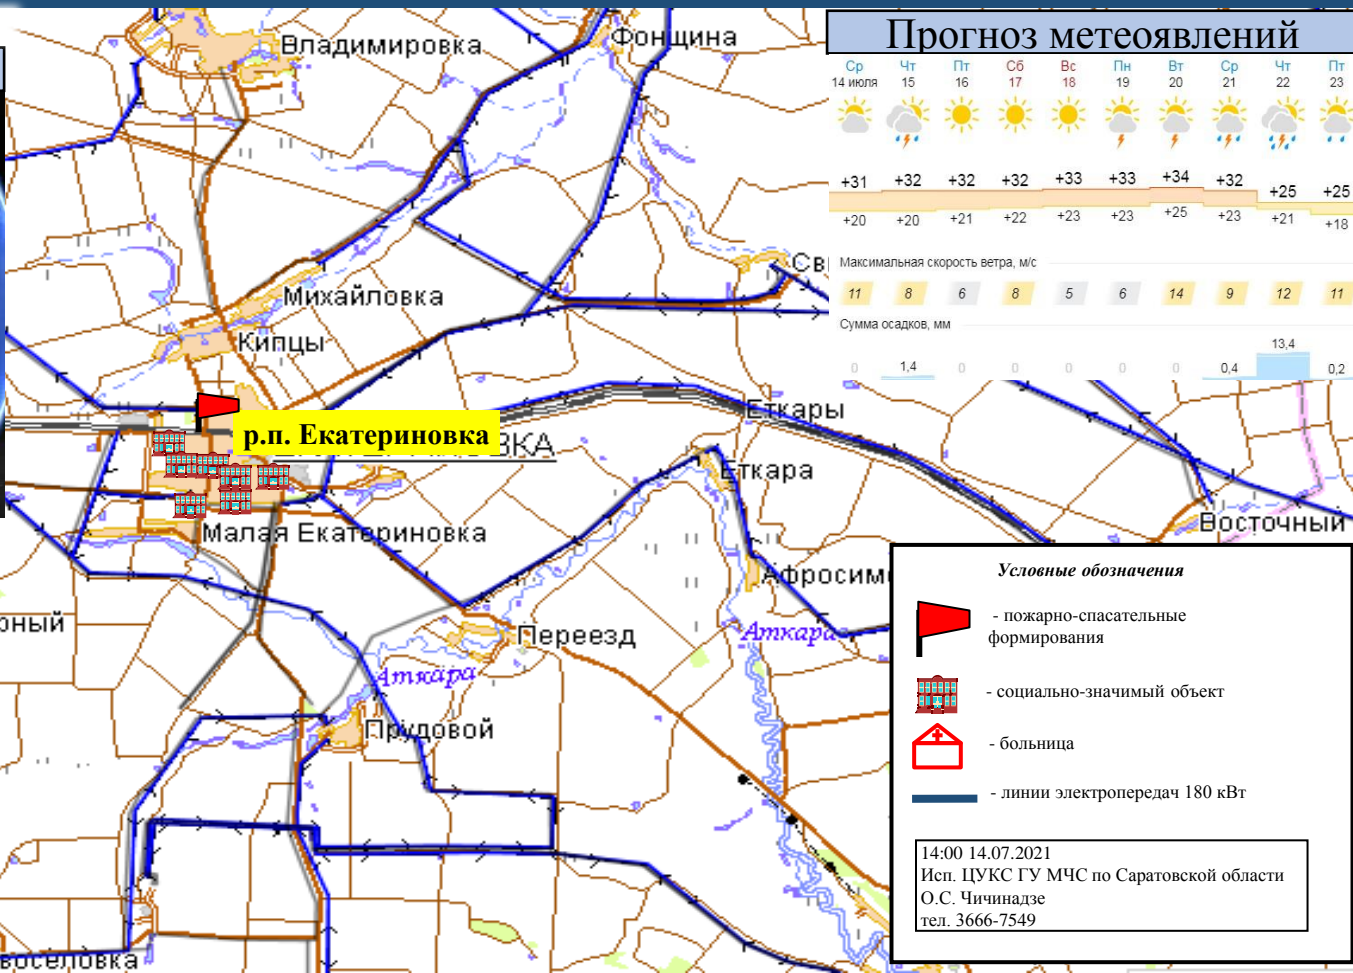 Прогноз метеоявлений
Ср Чт Пт Сб Вс Пн Вт Ср Чт Пт
14 июля 15 16 17 18 19 20 21 22 23
+31 +32 +32 +32 +33 +33 +34 +32 +25 +25
+20 +20 +21 +22 +23 +23 +25 +23 +21 +18
Максимальная скорость ветра, м/с
11 8 6 8 5 6 14 9 12 11
Сумма осадков, мм
0 1,4 0 0 0 0 0 0,4 13,4 0,2
Владимировка
Фонщина
Св
Михайловка
Кипцы
р.п. Екатериновка
ВКА
Еткары
Еткара
Восточный
Малая Екатериновка
Афросим
рный
Переезд
Аткара
Аткара
Прудовой
воселовка
Условные обозначения
- пожарно-спасательные
формирования
- социально-значимый объект
- больница
- линии электропередач 180 кВт
14:00 14.07.2021
Исп. ЦУКС ГУ МЧС по Саратовской области
О.С. Чичинадзе
тел. 3666-7549